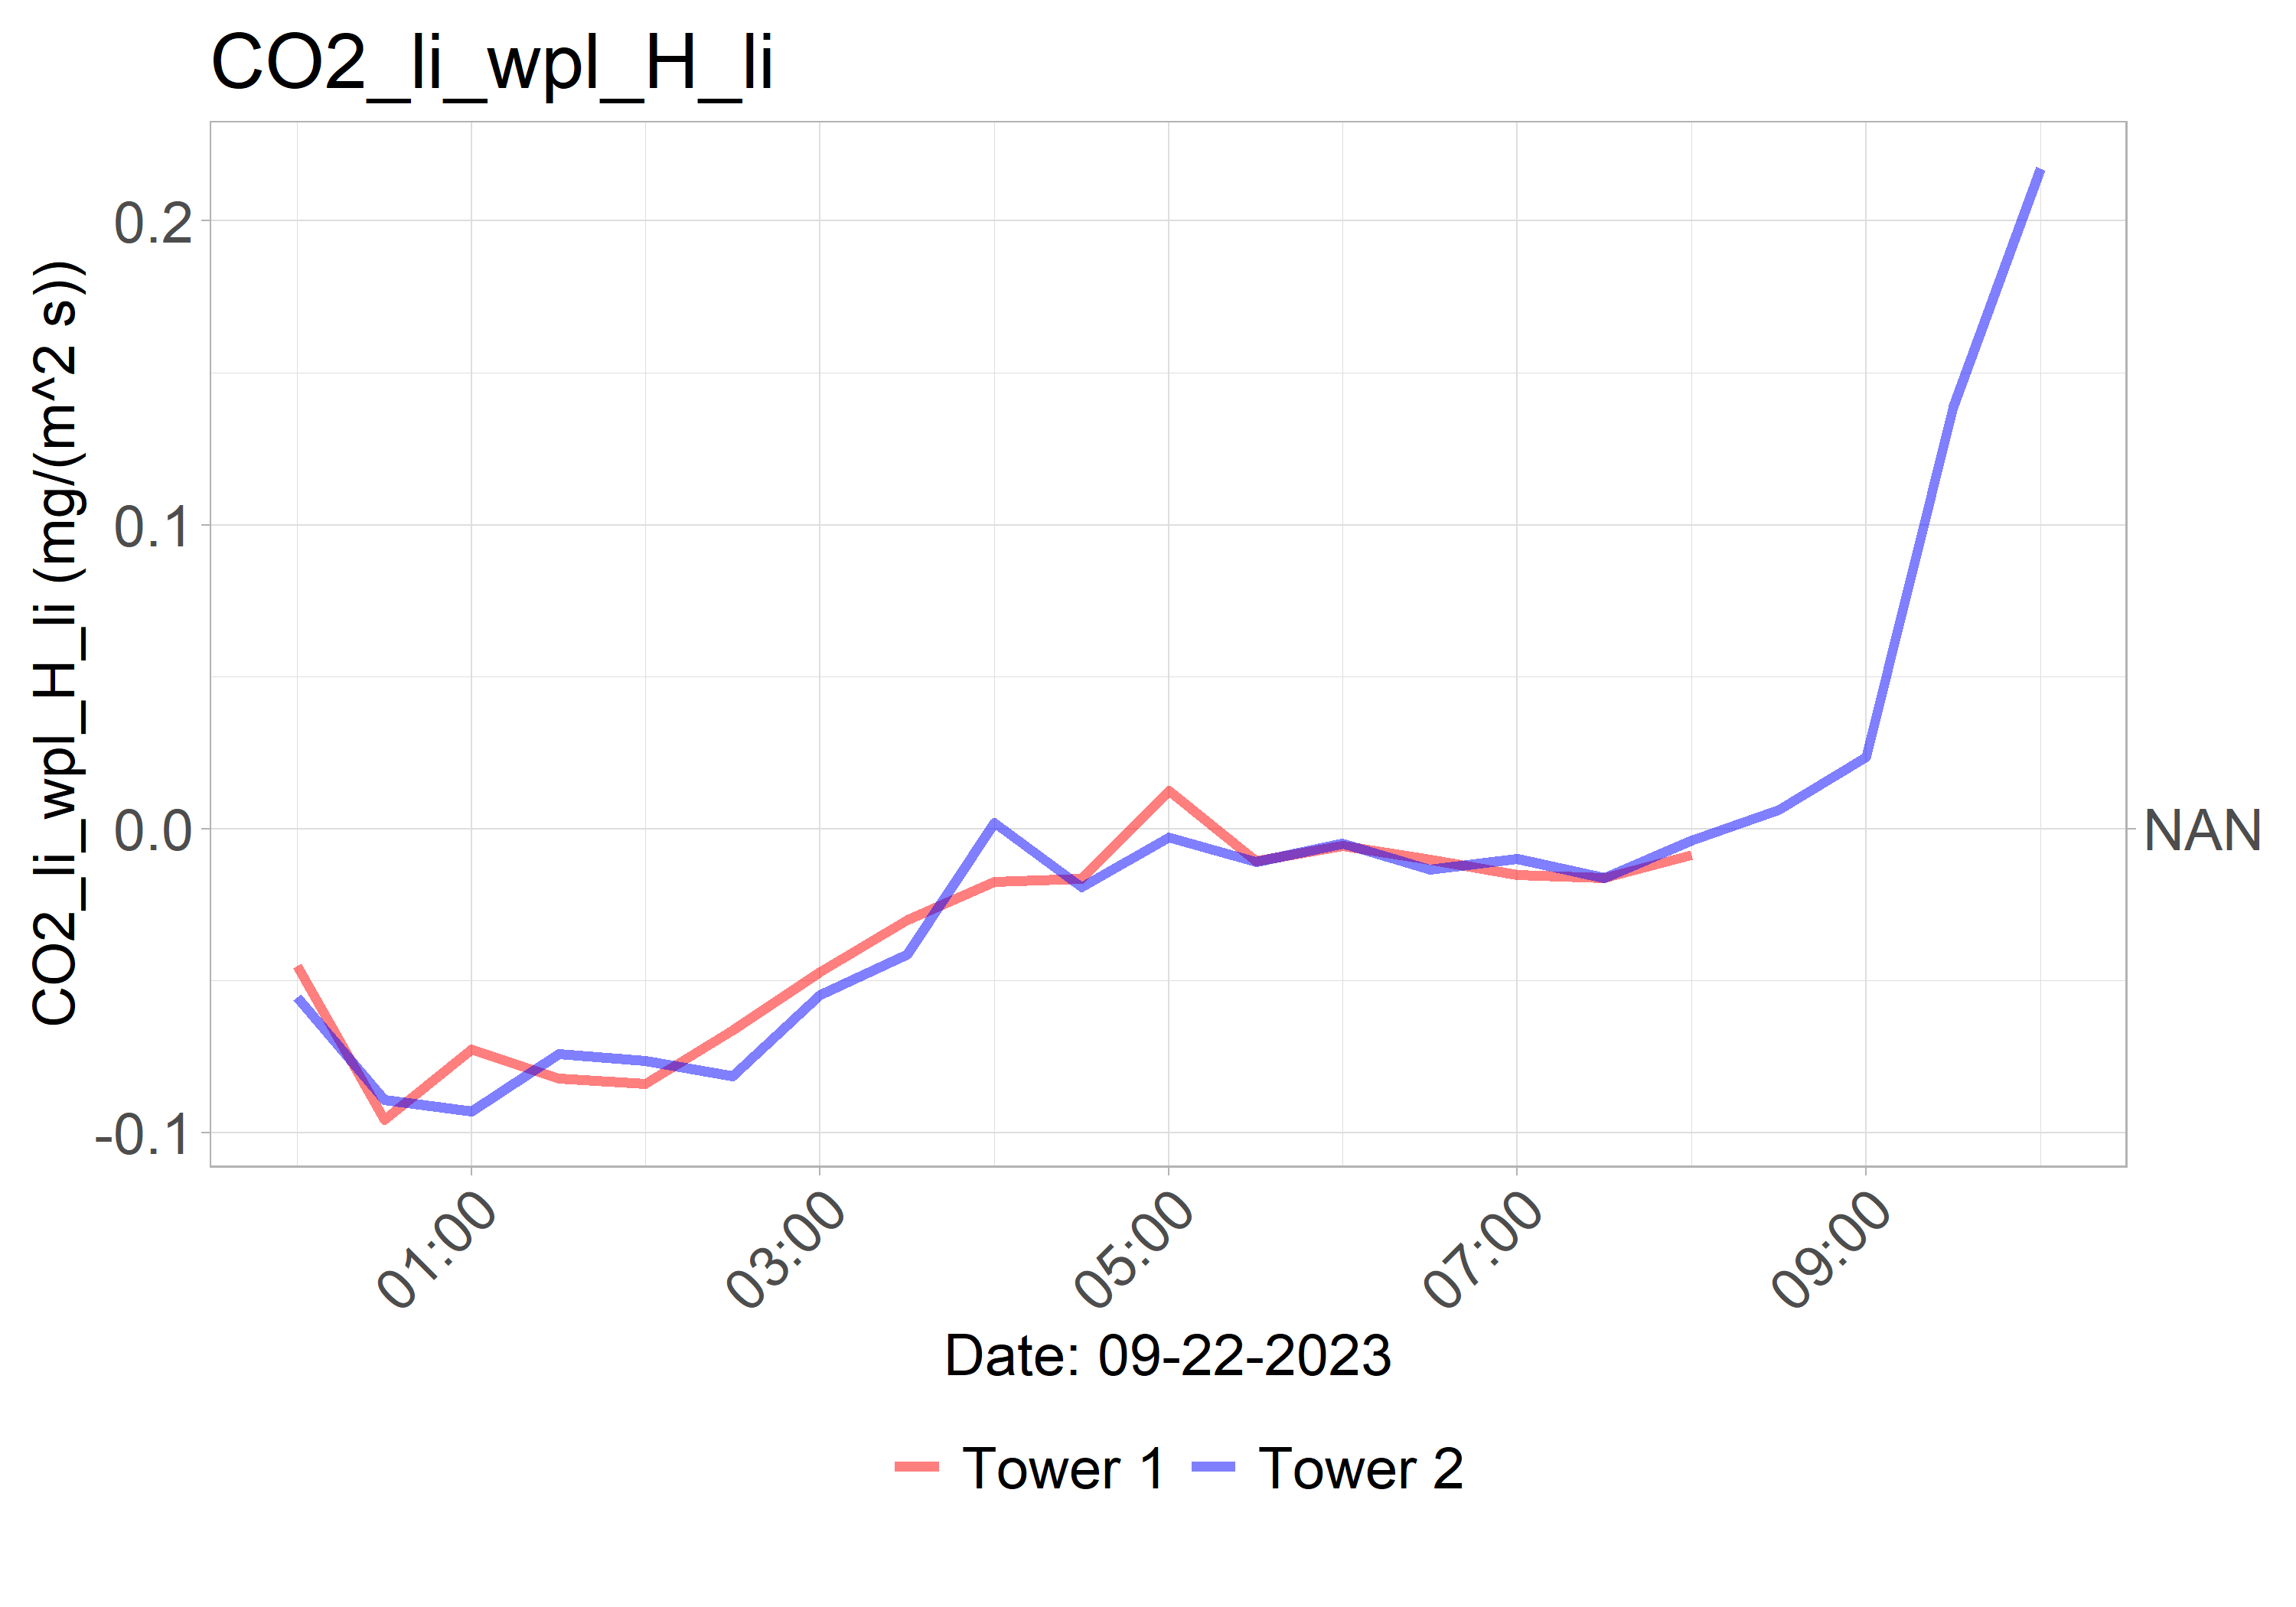 CO2_li_wpl_H_li
CO2_li_wpl_H_li (mg/(m^2 s))
0.2
0.1
0.0
-0.1
NAN
01:00
03:00
05:00
07:00
09:00
Date: 09-22-2023
Tower 1
Tower 2